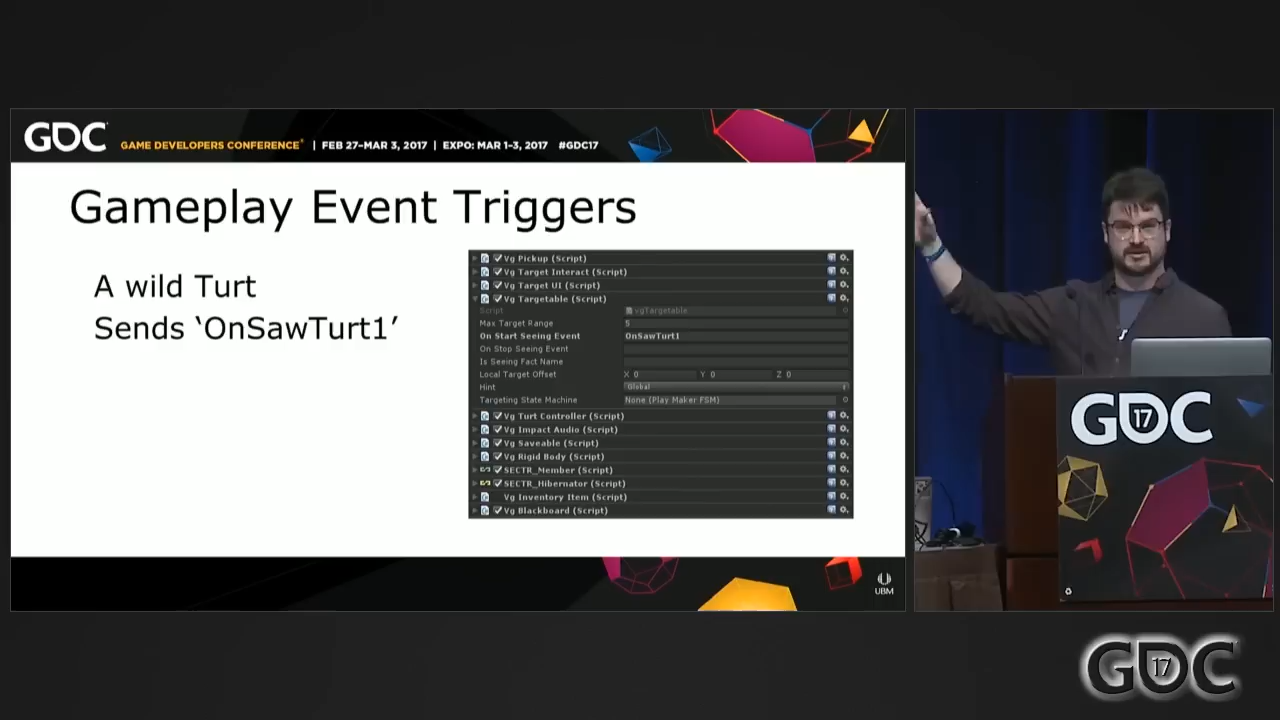 GDC
GAME DEVELOPERS CONFERENCE® | FEB 27–MAR 3, 2017 | EXPO: MAR 1-3, 2017 #GDC17
Gameplay Event Triggers
A wild Turt
Sends ‘OnSawTurt1’
Vg Pickup (Script)
Vg Target Interact (Script)
Vg Target UI (Script)
Vg Targetable (Script)
Script vgTargetable
Max Target Range 5
On Start Seeing Event OnSawTurt1
On Stop Seeing Event
Is Seeing Fact Name
Local Target Offset X 0 Y 0 Z 0
Hint Global
Targeting State Machine None (Play Maker FSM)
Vg Turt Controller (Script)
Vg Impact Audio (Script)
Vg Saveable (Script)
Vg Rigid Body (Script)
SECTR_Member (Script)
SECTR_Hibernator (Script)
Vg Inventory Item (Script)
Vg Blackboard (Script)
UBM
GDC 17
GDC 17